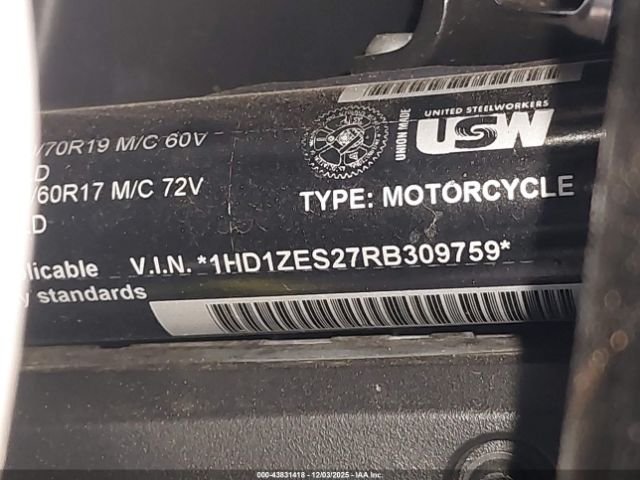 UNITED STEELWORKERS
UNION MADE
USW
/70R19 M/C 60V
D
/60R17 M/C 72V
LD
TYPE: MOTORCYCLE
licable V.I.N. *1HD1ZES27RB309759*
y standards
000-43831418 | 12/03/2025 - IAA Inc.